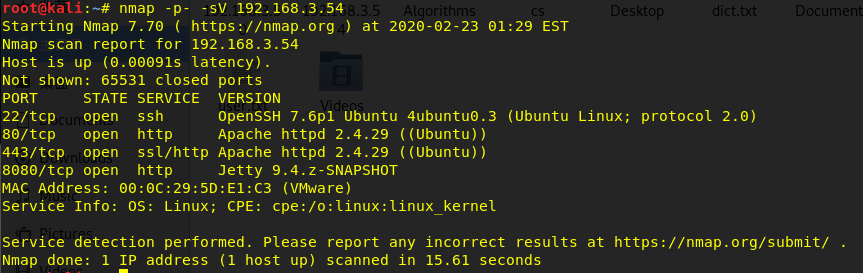 root@kali:~# nmap -p- -sV 192.168.3.54
Starting Nmap 7.70 ( https://nmap.org ) at 2020-02-23 01:29 EST
Nmap scan report for 192.168.3.54
Host is up (0.00091s latency).
Not shown: 65531 closed ports
PORT     STATE SERVICE  VERSION
22/tcp   open  ssh      OpenSSH 7.6p1 Ubuntu 4ubuntu0.3 (Ubuntu Linux; protocol 2.0)
80/tcp   open  http     Apache httpd 2.4.29 ((Ubuntu))
443/tcp  open  ssl/http Apache httpd 2.4.29 ((Ubuntu))
8080/tcp open  http     Jetty 9.4.z-SNAPSHOT
MAC Address: 00:0C:29:5D:E1:C3 (VMware)
Service Info: OS: Linux; CPE: cpe:/o:linux:linux_kernel
Service detection performed. Please report any incorrect results at https://nmap.org/submit/ .
Nmap done: 1 IP address (1 host up) scanned in 15.61 seconds
Algorithms
cs
Desktop
dict.txt
Document
Videos
Music
Pictures
Videos